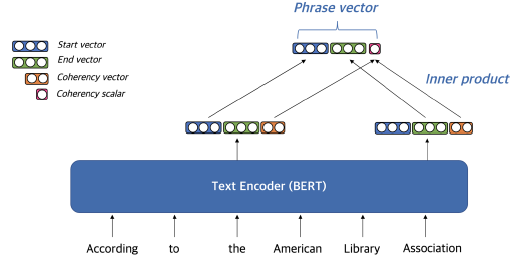 Phrase vector
Start vector
End vector
Coherency vector
Coherency scalar
Inner product
Text Encoder (BERT)
According to the American Library Association